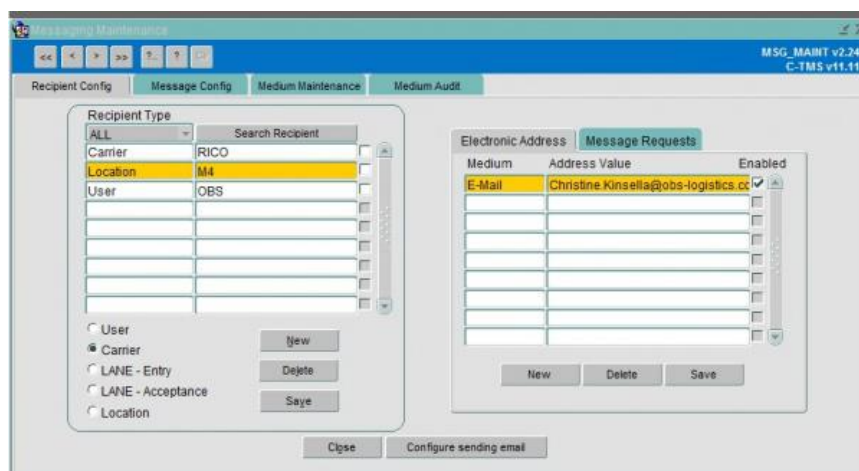 Messaging Maintenance
<< < > >> ?.. ?
MSG_MAINT v2.24
C-TMS v11.11
Recipient Config Message Config Medium Maintenance Medium Audit
Recipient Type
ALL Search Recipient
Carrier RICO
Location M4
User OBS
User
Carrier
LANE - Entry
LANE - Acceptance
Location
New
Delete
Save
Electronic Address Message Requests
Medium Address Value Enabled
E-Mail Christine.Kinsella@obs-logistics.cc
New Delete Save
Close Configure sending email